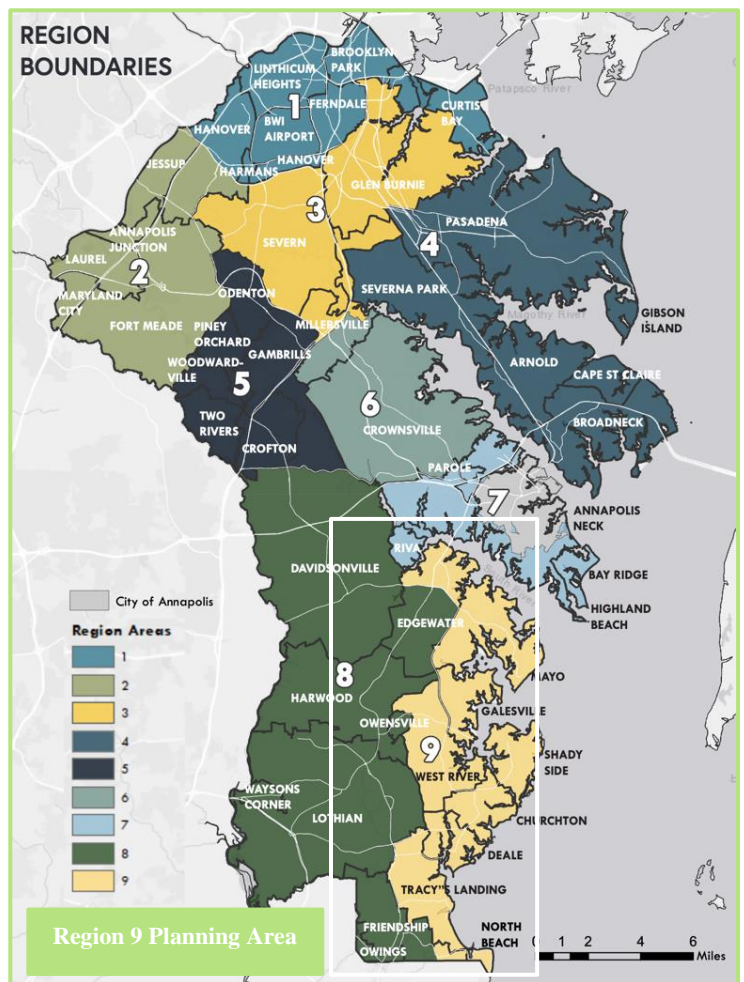 REGION
BOUNDARIES
BROOKLYN
PARK
LINTHICUM
HEIGHTS
1
FERNDALE
Patapsco River
CURTIS
BAY
HANOVER
BWI
AIRPORT
JESSUP
HARMANS
HANOVER
GLEN BURNIE
3
PASADENA
ANNAPOLIS
JUNCTION
SEVERN
4
LAUREL
2
MARYLAND
CITY
ODENTON
SEVERNA PARK
Magothy River
GIBSON
ISLAND
FORT MEADE
PINEY
ORCHARD
MILLERSVILLE
GAMBRILLS
WOODWARD-
VILLE
5
ARNOLD
CAPE ST CLAIRE
6
TWO
RIVERS
CROWNSVILLE
BROADNECK
CROFTON
PAROLE
7
ANNAPOLIS
NECK
RIVA
DAVIDSONVILLE
BAY RIDGE
HIGHLAND
BEACH
City of Annapolis
EDGEWATER
Region Areas
1
2
3
4
5
6
7
8
9
8
MAYO
HARWOOD
GALESVILLE
OWENSVILLE
9
SHADY
SIDE
WEST RIVER
WAYSONS
CORNER
LOTHIAN
CHURCHTON
DEALE
TRACY"S LANDING
FRIENDSHIP
NORTH
BEACH
OWINGS
Region 9 Planning Area
0 1 2 4 6
Miles